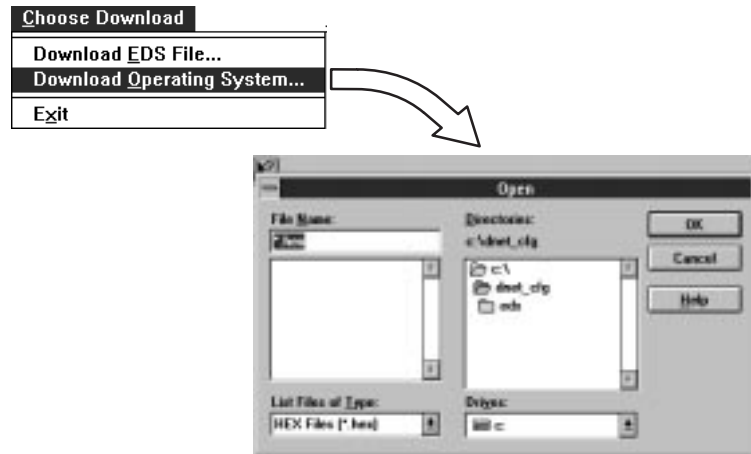 Choose Download
Download EDS File...
Download Operating System...
Exit
Open
File Name:
Directories:
c:\dnet_cfg
c:\
dnet_cfg
eds
List Files of Type:
HEX Files (*.hex)
Drives:
c:
OK
Cancel
Help